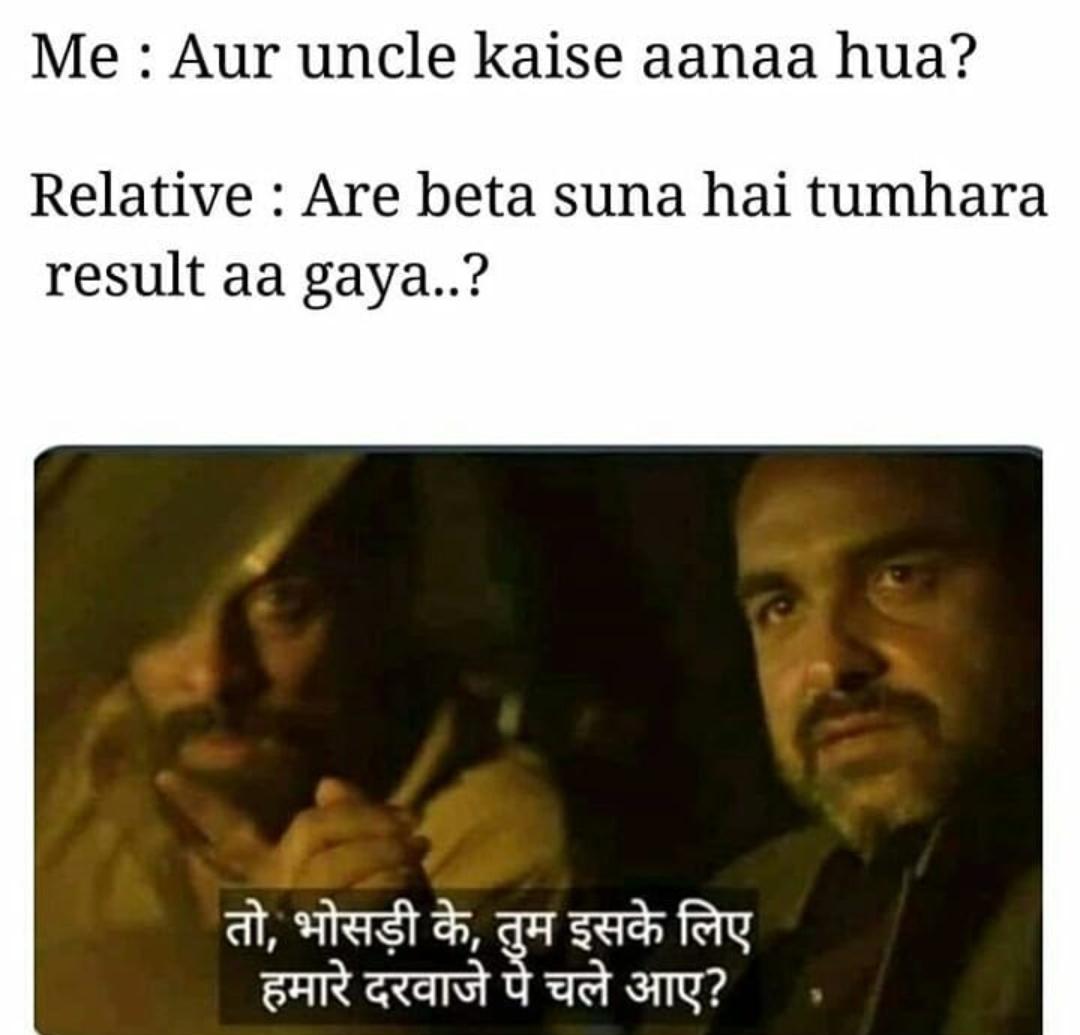 Me : Aur uncle kaise aanaa hua?
Relative : Are beta suna hai tumhara
result aa gaya..?
तो, भोसड़ी के, तुम इसके लिए
हमारे दरवाजे पे चले आए?